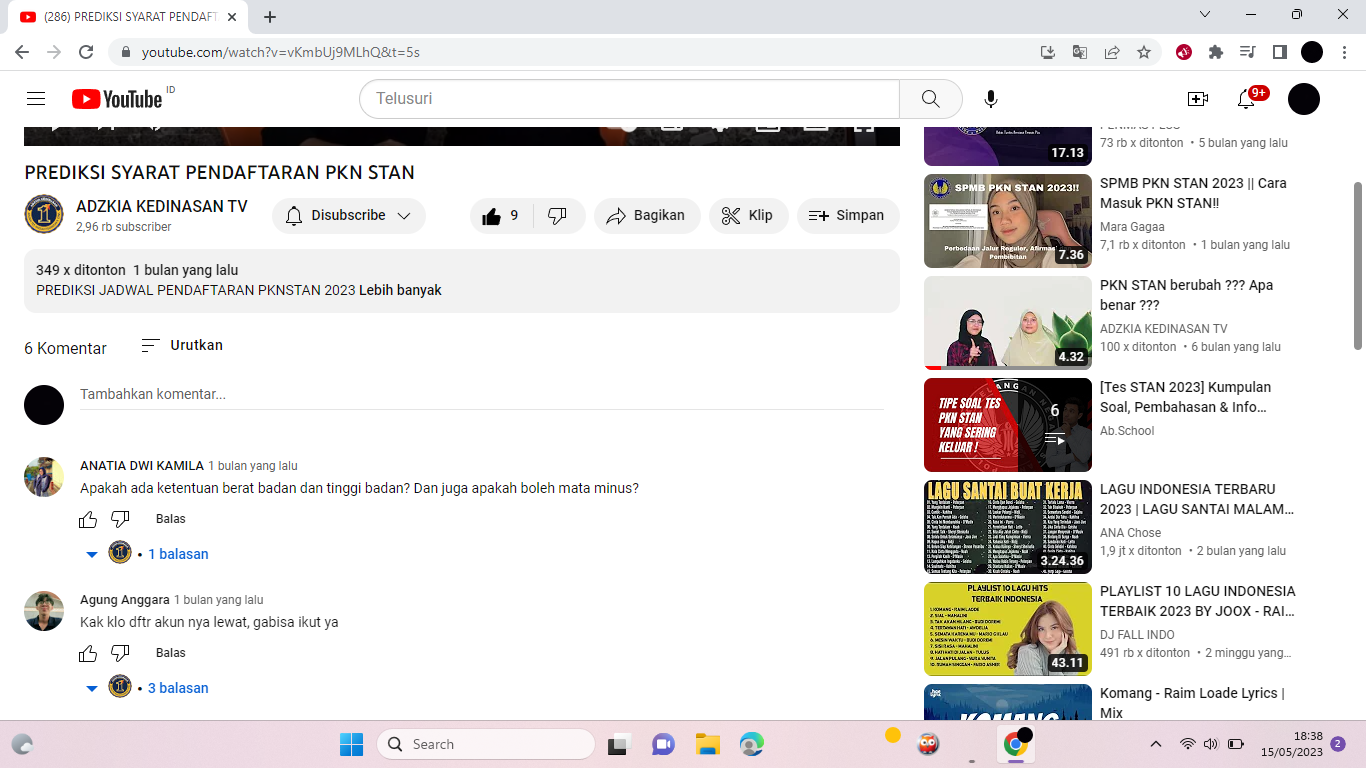 (286) PREDIKSI SYARAT PENDAFT
youtube.com/watch?v=vKmbUj9MLhQ&t=5s
YouTube ID
Telusuri
9+
PREDIKSI SYARAT PENDAFTARAN PKN STAN
ADZKIA KEDINASAN TV
2,96 rb subscriber
Disubscribe
9
Bagikan
Klip
Simpan
349 x ditonton 1 bulan yang lalu
PREDIKSI JADWAL PENDAFTARAN PKNSTAN 2023 Lebih banyak
6 Komentar
Urutkan
Tambahkan komentar...
ANATIA DWI KAMILA 1 bulan yang lalu
Apakah ada ketentuan berat badan dan tinggi badan? Dan juga apakah boleh mata minus?
Balas
1 balasan
Agung Anggara 1 bulan yang lalu
Kak klo dftr akun nya lewat, gabisa ikut ya
Balas
3 balasan
17.13
73 rb x ditonton • 5 bulan yang lalu
SPMB PKN STAN 2023!!
Perbedaan Jalur Reguler, Afirmas
Pembibitan
7.36
SPMB PKN STAN 2023 || Cara
Masuk PKN STAN!!
Mara Gagaa
7,1 rb x ditonton • 1 bulan yang lalu
4.32
PKN STAN berubah ??? Apa
benar ???
ADZKIA KEDINASAN TV
100 x ditonton • 6 bulan yang lalu
TIPE SOAL TES
PKN STAN
YANG SERING
KELUAR !
6
[Tes STAN 2023] Kumpulan
Soal, Pembahasan & Info...
Ab.School
LAGU SANTAI BUAT KERJA
3.24.36
LAGU INDONESIA TERBARU
2023 | LAGU SANTAI MALAM...
ANA Chose
1,9 jt x ditonton • 2 bulan yang lalu
PLAYLIST 10 LAGU HITS
TERBAIK INDONESIA
43.11
PLAYLIST 10 LAGU INDONESIA
TERBAIK 2023 BY JOOX - RAI...
DJ FALL INDO
491 rb x ditonton • 2 minggu yang...
KOMANG
Komang - Raim Loade Lyrics |
Mix
Search
18:38
15/05/2023
2